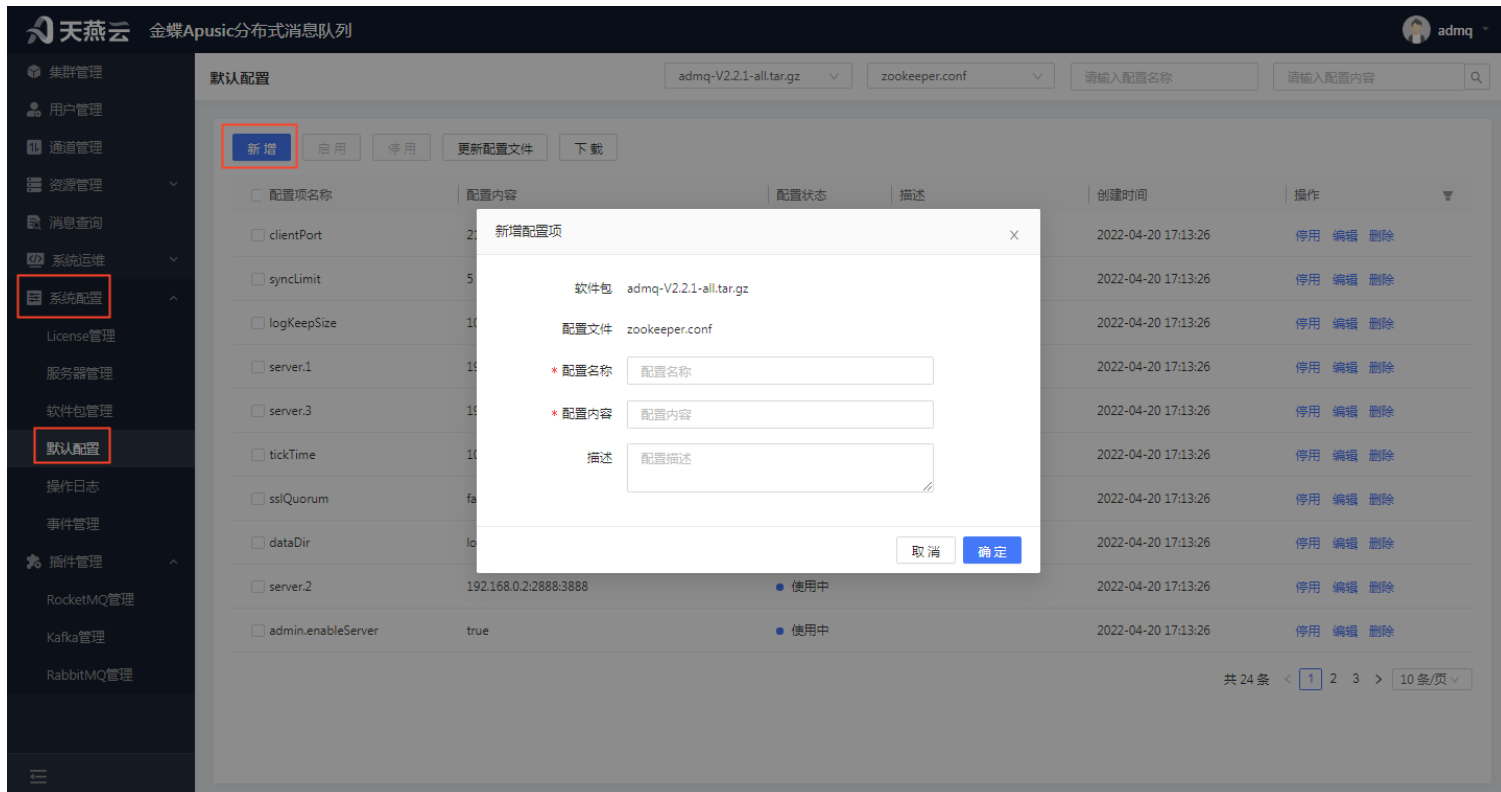 天燕云 金蝶Apusic分布式消息队列 admq
集群管理
用户管理
通道管理
资源管理
消息查询
系统运维
系统配置
License管理
服务器管理
软件包管理
默认配置
操作日志
事件管理
插件管理
RocketMQ管理
Kafka管理
RabbitMQ管理
默认配置 admq-V2.2.1-all.tar.gz zookeeper.conf 请输入配置名称 请输入配置内容
新增 启用 停用 更新配置文件 下载
配置项名称 配置内容 配置状态 描述 创建时间 操作
clientPort 2022-04-20 17:13:26 停用 编辑 删除
syncLimit 5 2022-04-20 17:13:26 停用 编辑 删除
logKeepSize 2022-04-20 17:13:26 停用 编辑 删除
server.1 2022-04-20 17:13:26 停用 编辑 删除
server.3 2022-04-20 17:13:26 停用 编辑 删除
tickTime 2022-04-20 17:13:26 停用 编辑 删除
sslQuorum fa 2022-04-20 17:13:26 停用 编辑 删除
dataDir lo 2022-04-20 17:13:26 停用 编辑 删除
server.2 192.168.0.2:2888:3888 使用中 2022-04-20 17:13:26 停用 编辑 删除
admin.enableServer true 使用中 2022-04-20 17:13:26 停用 编辑 删除
共 24 条 < 1 2 3 > 10 条/页
新增配置项
软件包 admq-V2.2.1-all.tar.gz
配置文件 zookeeper.conf
* 配置名称 配置名称
* 配置内容 配置内容
描述 配置描述
取消 确定